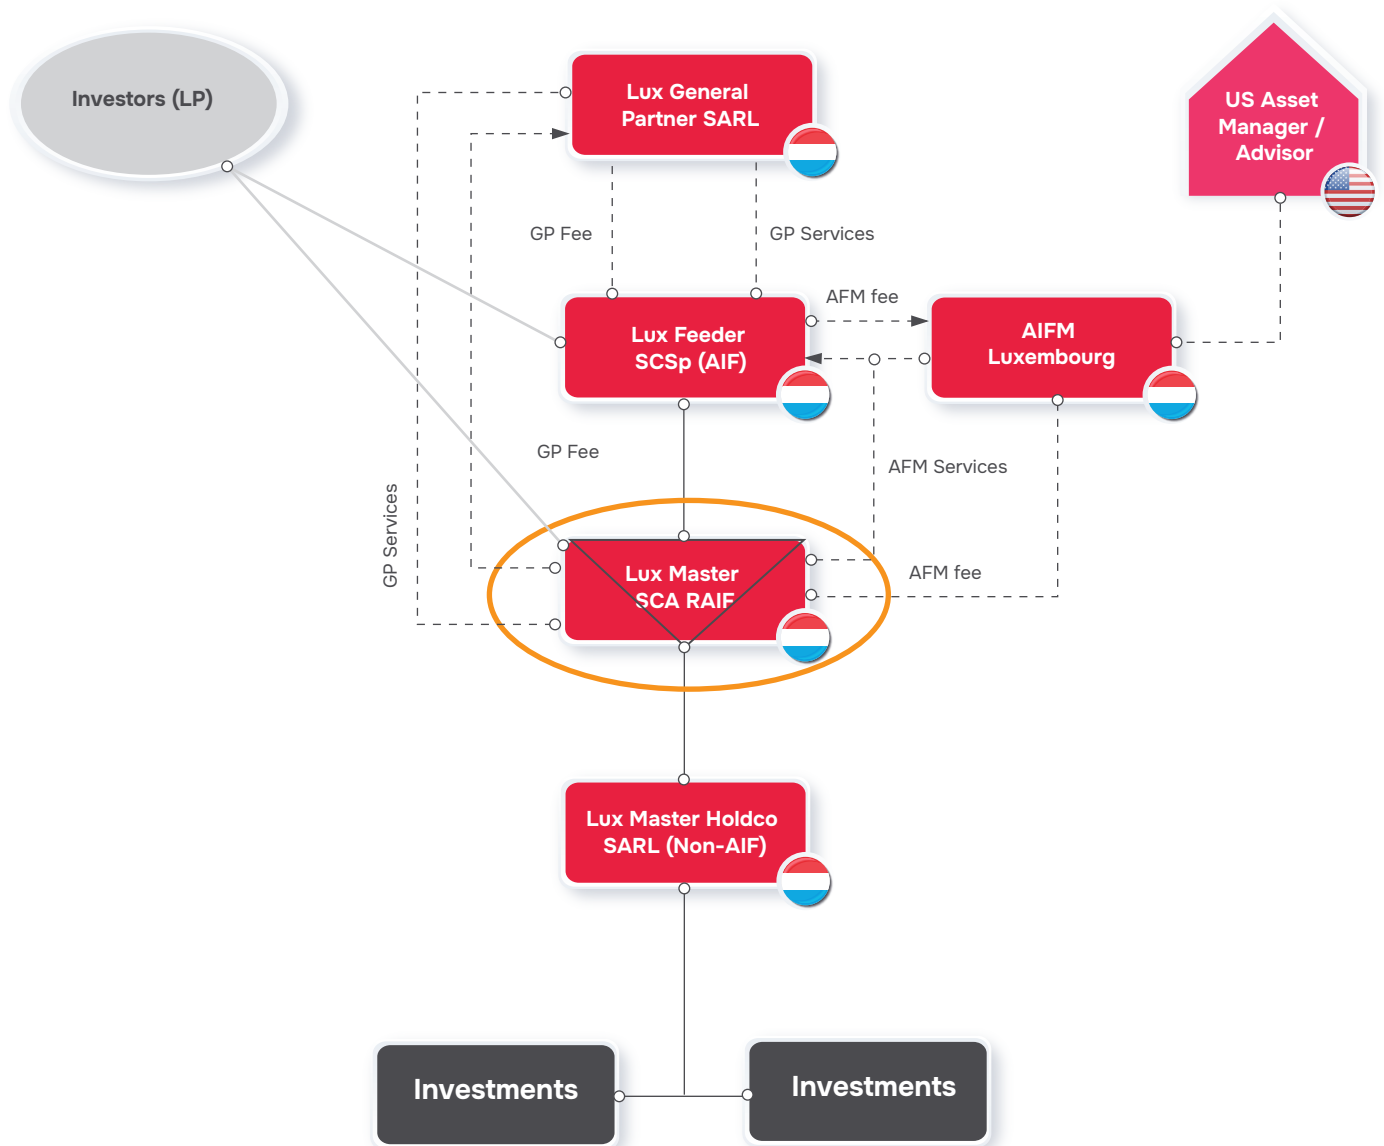 Investors (LP)
Lux General
Partner SARL
US Asset
Manager /
Advisor
GP Fee
GP Services
AFM fee
Lux Feeder
SCSp (AIF)
AIFM
Luxembourg
GP Fee
AFM Services
GP Services
Lux Master
SCA RAIF
AFM fee
Lux Master Holdco
SARL (Non-AIF)
Investments
Investments